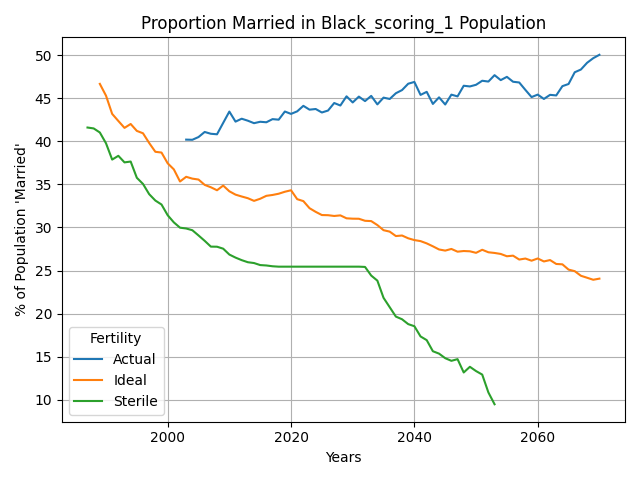 Proportion Married in Black_scoring_1 Population
% of Population 'Married'
50
45
40
35
30
25
20
15
10
Fertility
Actual
Ideal
Sterile
2000
2020
2040
2060
Years